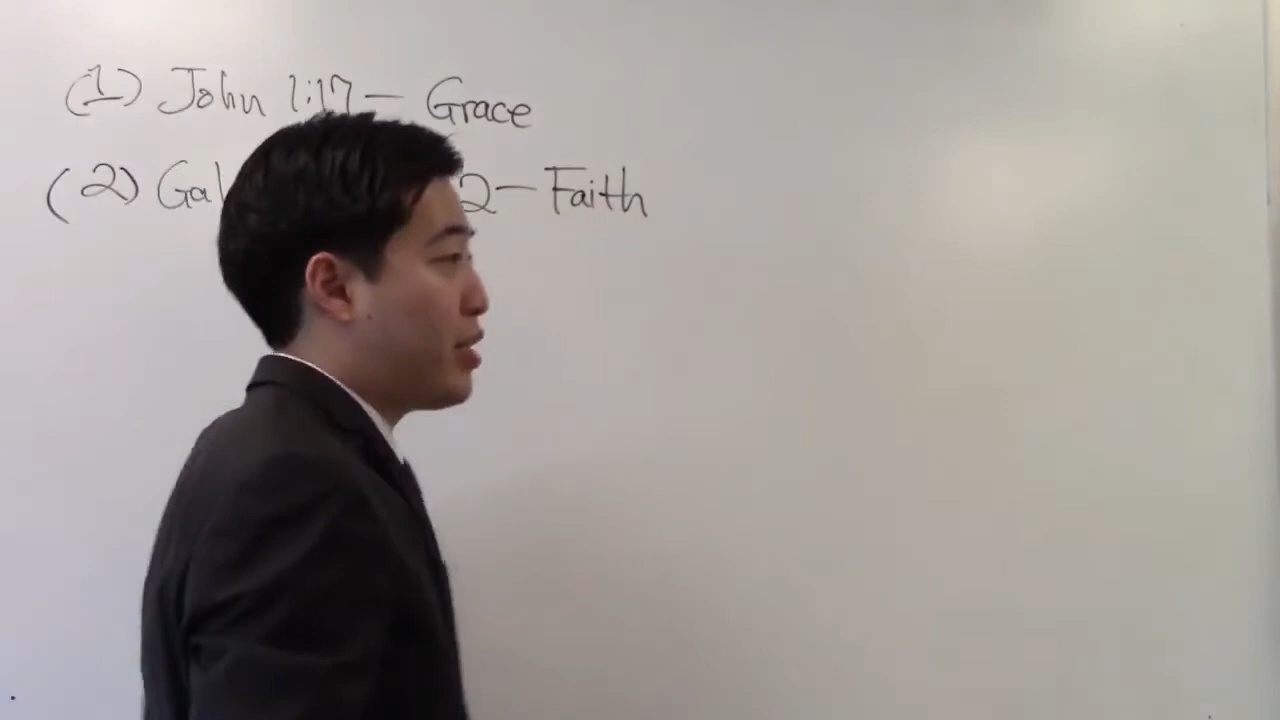 (1) John 1:17 — Grace
(2) Gal 2 — Faith